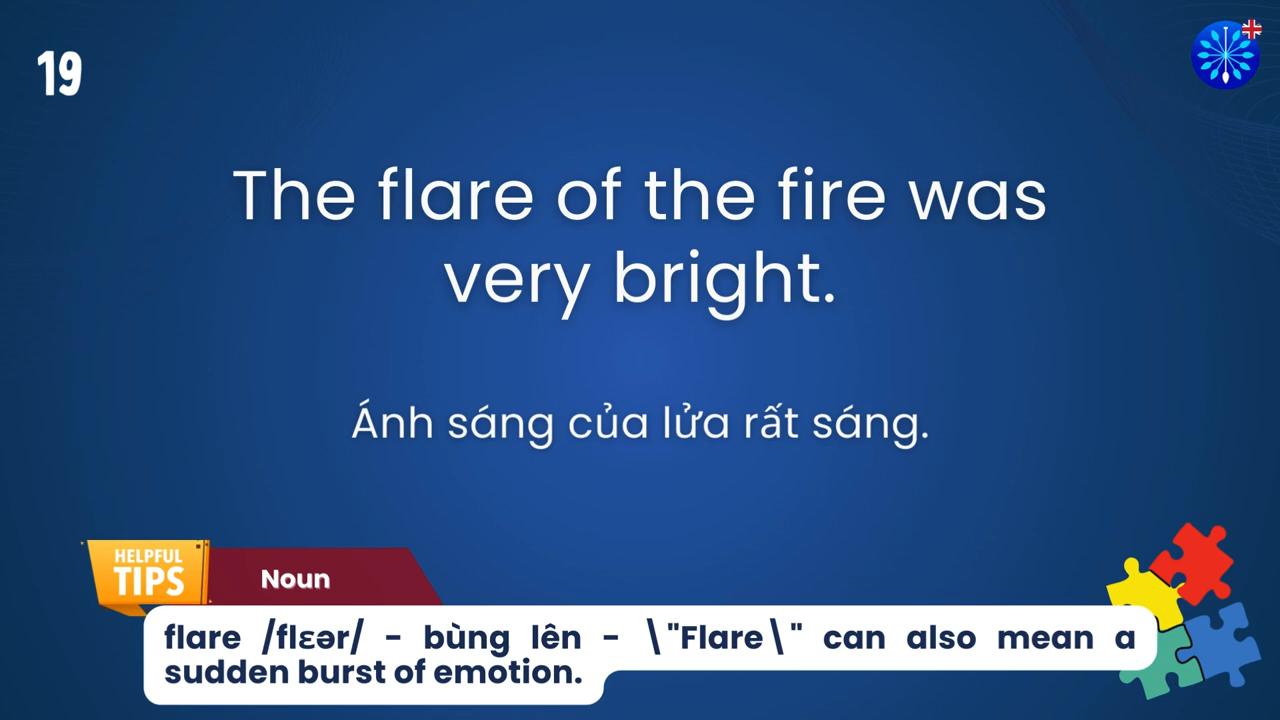 19
The flare of the fire was
very bright.
Ánh sáng của lửa rất sáng.
HELPFUL
TIPS
Noun
flare /flɛər/ - bùng lên - \"Flare\" can also mean a
sudden burst of emotion.